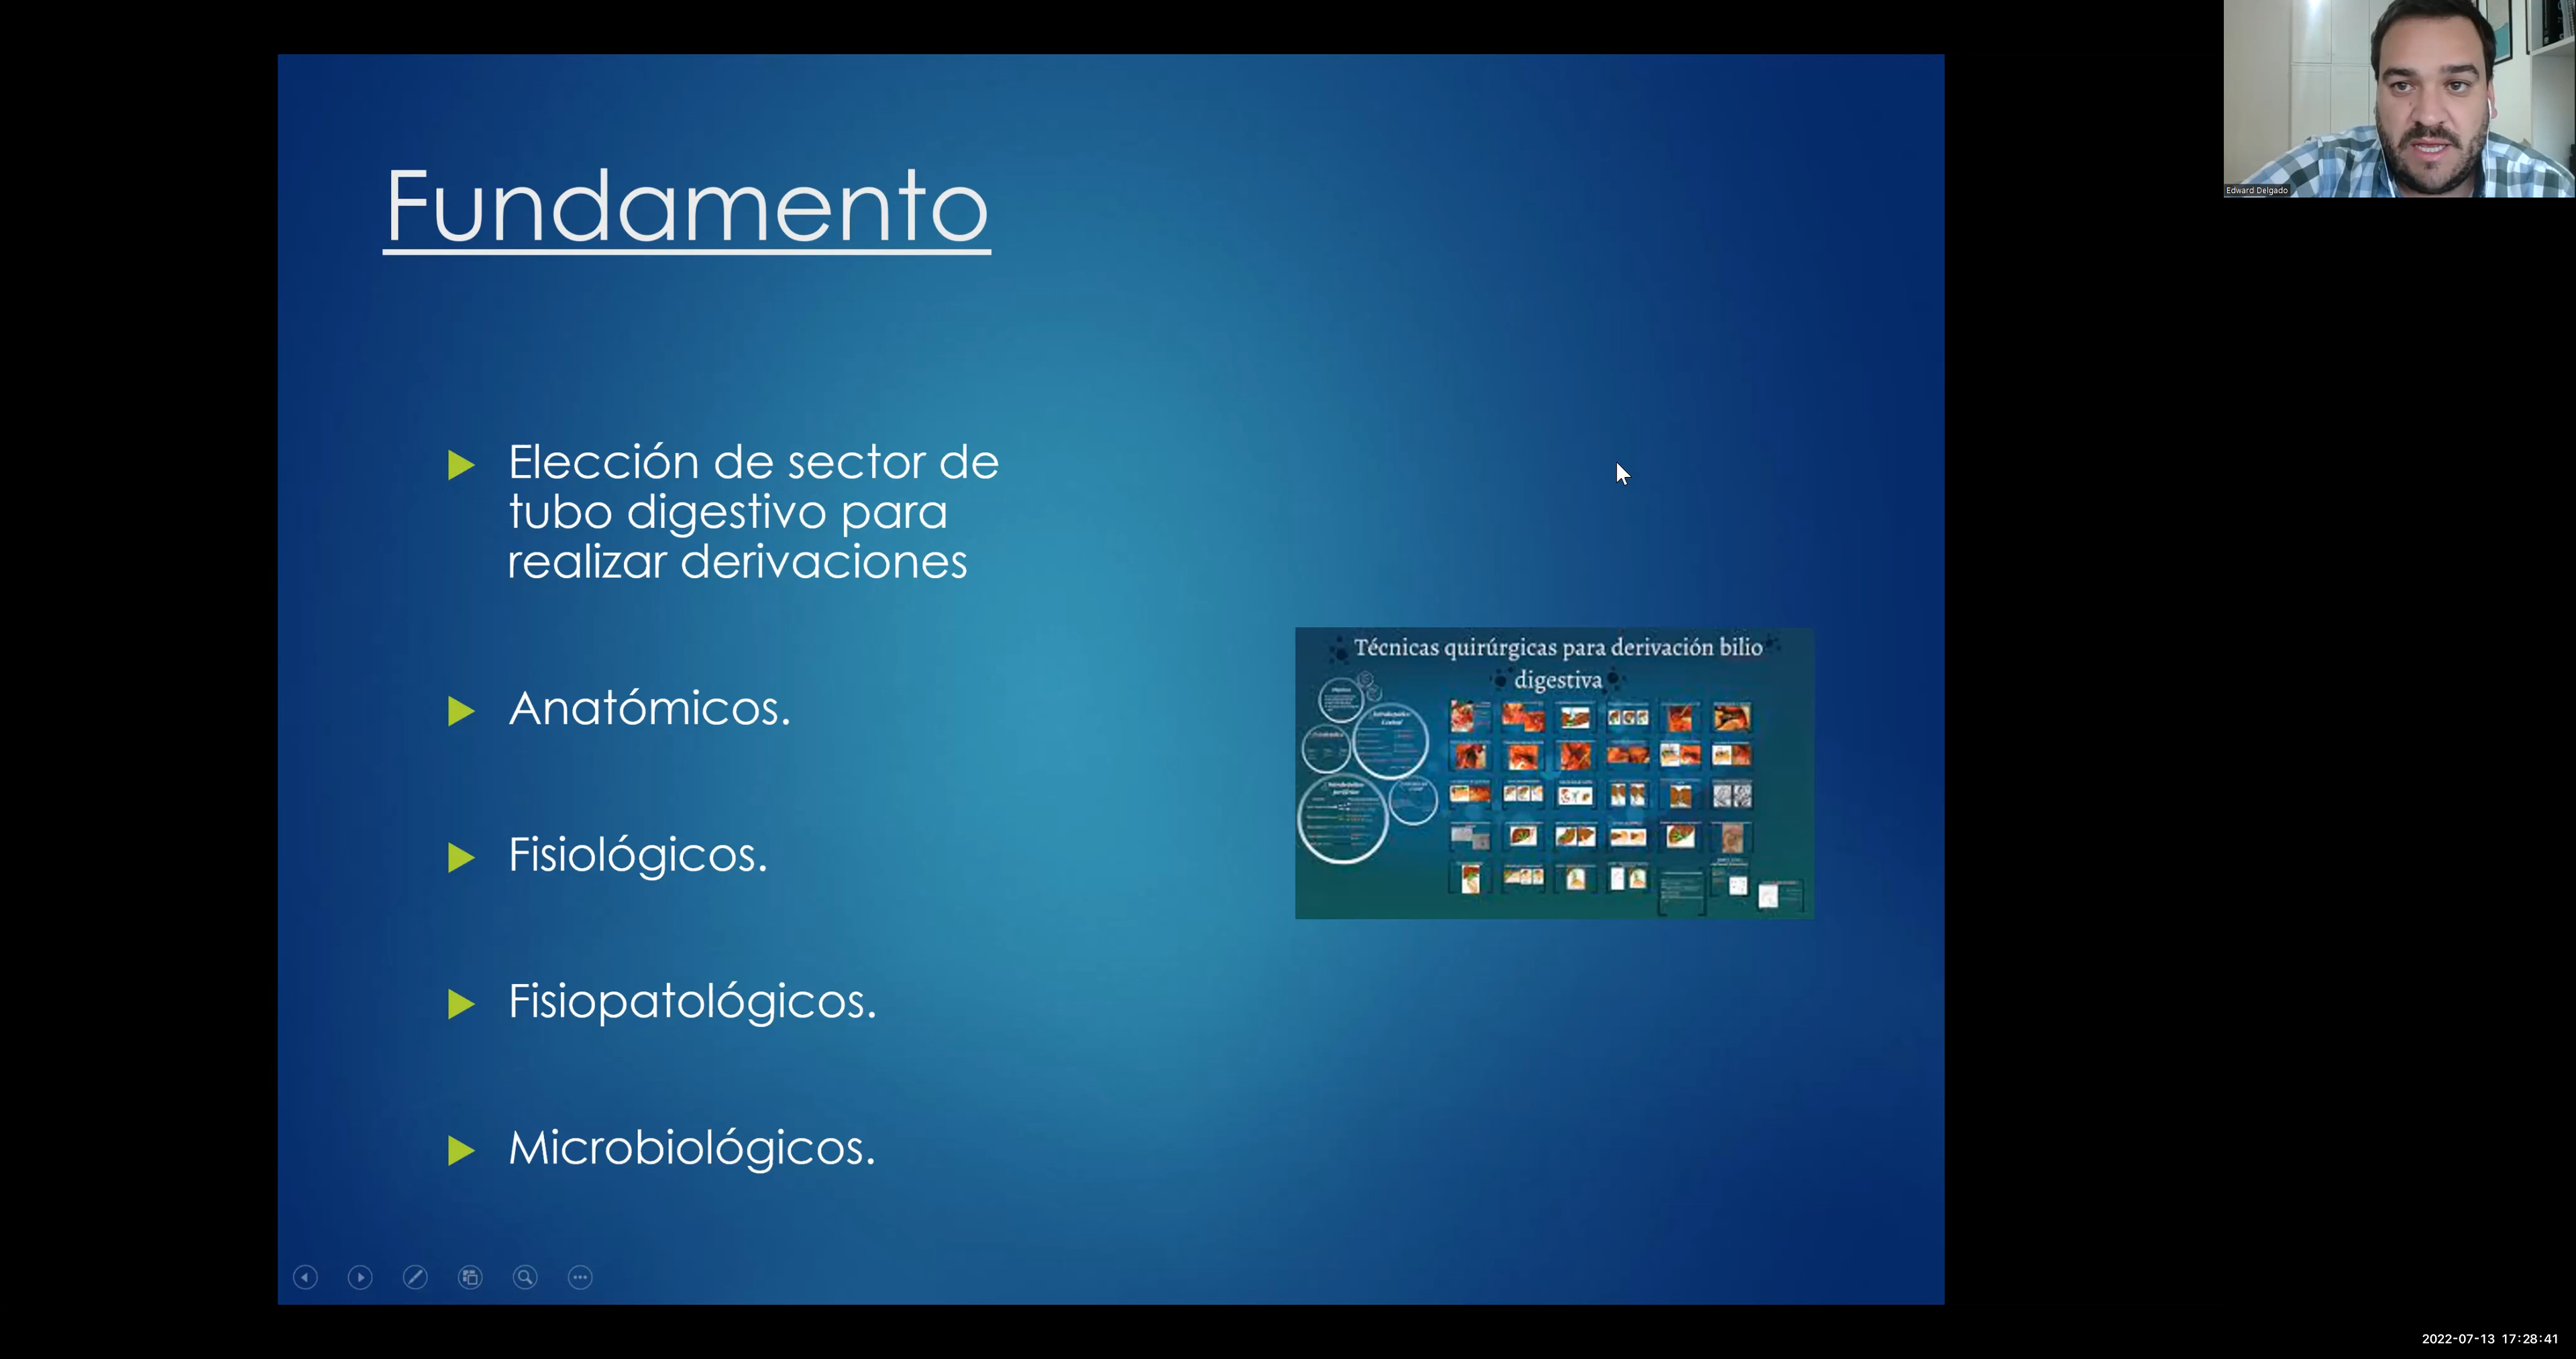 Fundamento
Elección de sector de
tubo digestivo para
realizar derivaciones
Anatómicos.
Fisiológicos.
Fisiopatológicos.
Microbiológicos.
Técnicas quirúrgicas para derivación bilio
digestiva
Edward Delgado
2022-07-13 17:28:41